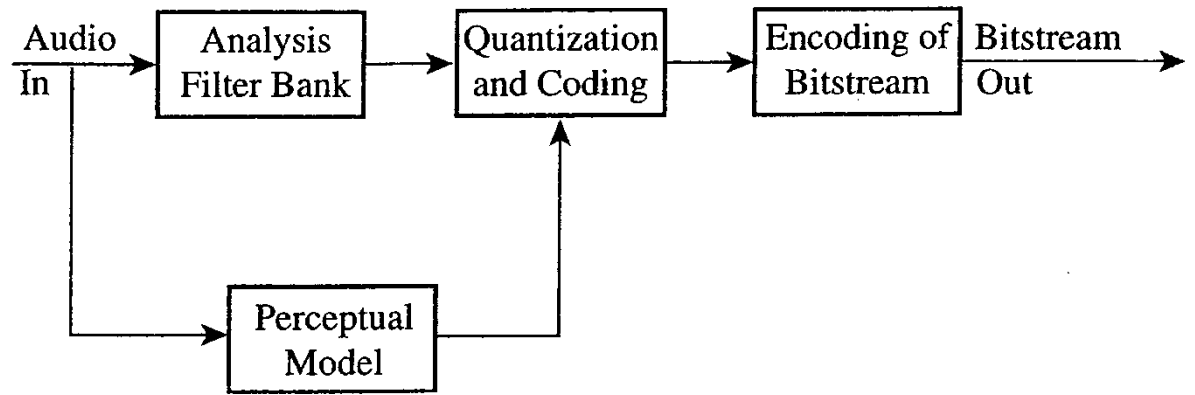 Audio
In
Analysis
Filter Bank
Quantization
and Coding
Encoding of
Bitstream
Bitstream
Out
Perceptual
Model